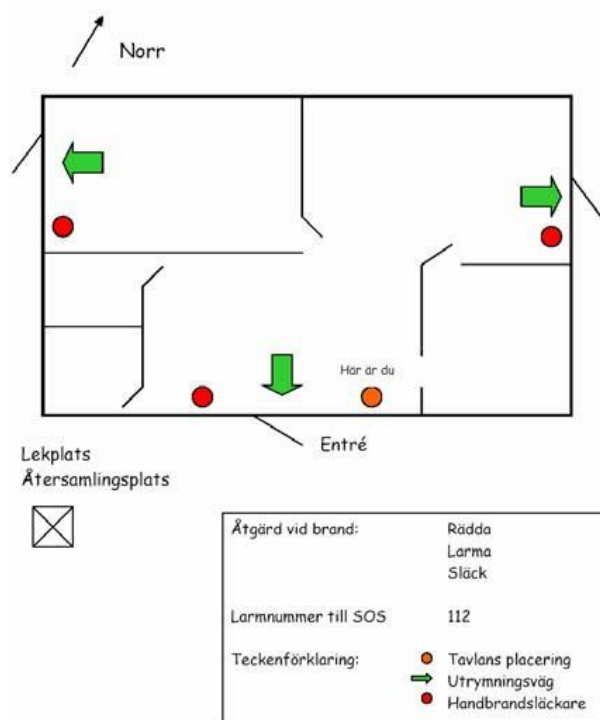 Norr
Här är du
Entré
Lekplats
Återsamlingsplats
Åtgärd vid brand: Rädda
Larma
Släck
Larmnummer till SOS 112
Teckenförklaring: Tavlans placering
Utrymningsväg
Handbrandsläckare